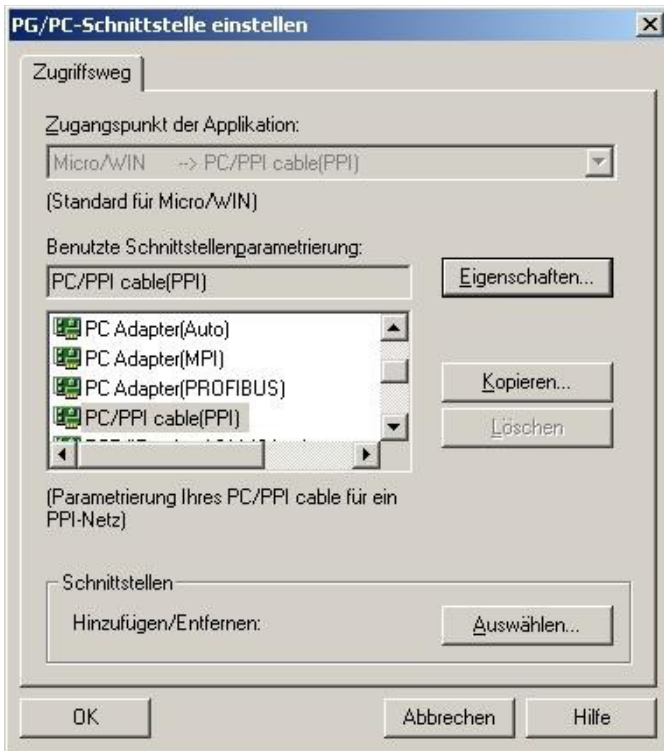 PG/PC-Schnittstelle einstellen
Zugriffsweg
Zugangspunkt der Applikation:
Micro/WIN --> PC/PPI cable(PPI)
(Standard für Micro/WIN)
Benutzte Schnittstellenparametrierung:
PC/PPI cable(PPI)
Eigenschaften...
PC Adapter(Auto)
PC Adapter(MPI)
PC Adapter(PROFIBUS)
PC/PPI cable(PPI)
Kopieren...
Löschen
(Parametrierung Ihres PC/PPI cable für ein
PPI-Netz)
Schnittstellen
Hinzufügen/Entfernen:
Auswählen...
OK
Abbrechen
Hilfe